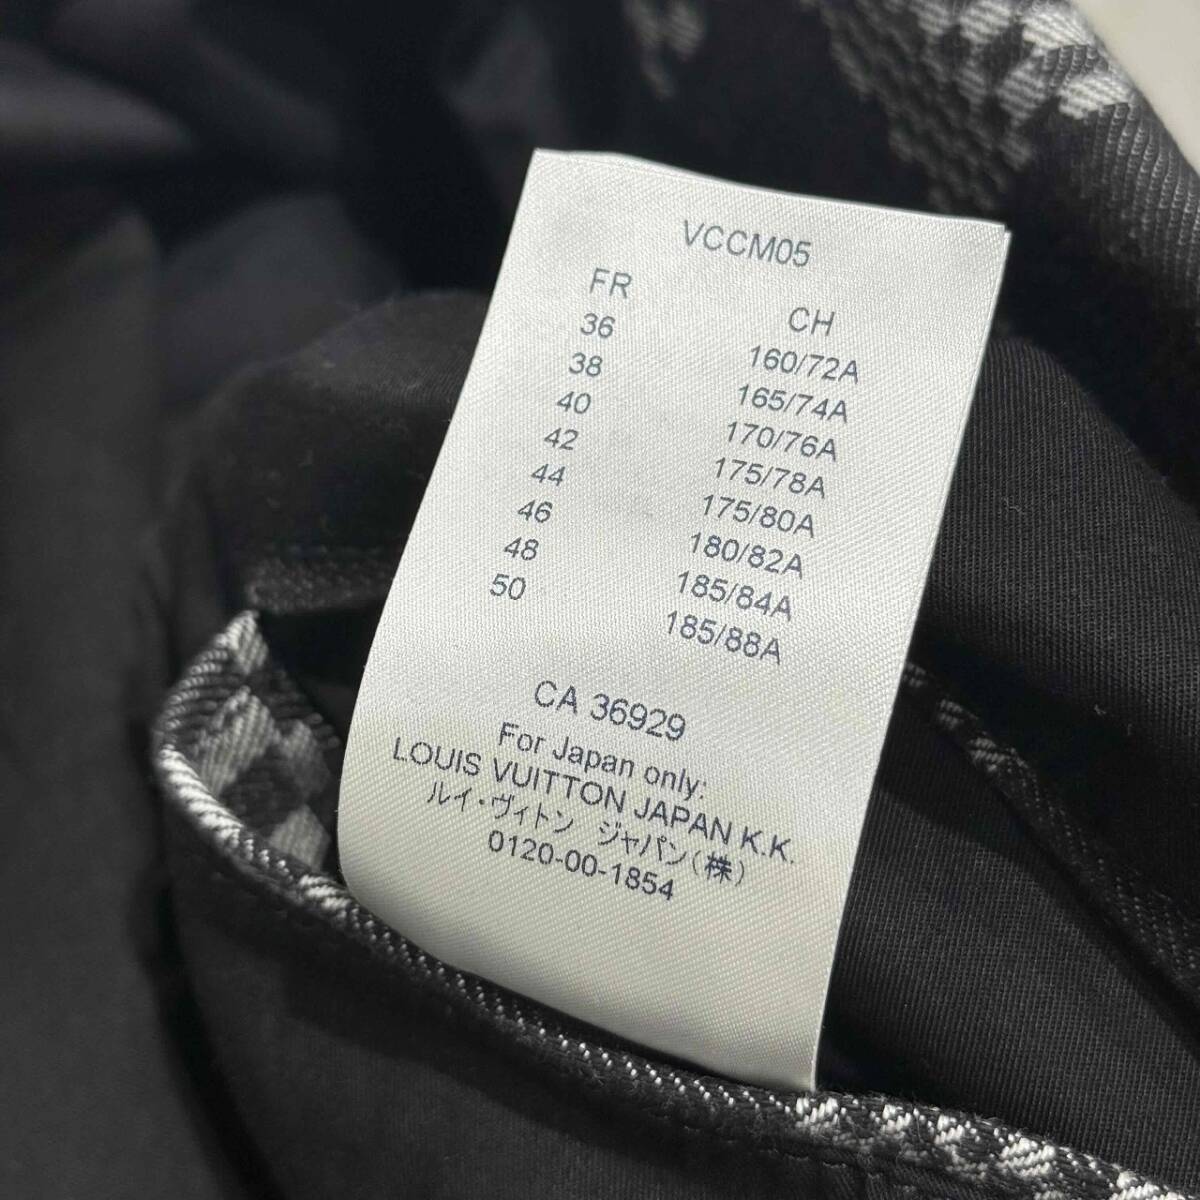 VCCM05
FR CH
36 160/72A
38 165/74A
40 170/76A
42 175/78A
44 175/80A
46 180/82A
48 185/84A
50 185/88A
CA 36929
For Japan only:
LOUIS VUITTON JAPAN K.K.
ルイ・ヴィトン ジャパン(株)
0120-00-1854